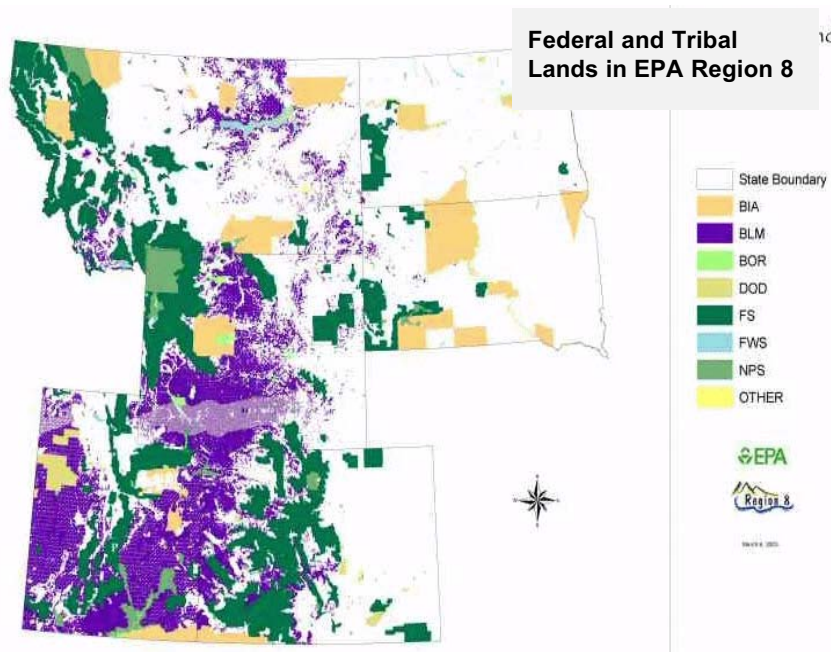 Federal and Tribal
Lands in EPA Region 8
State Boundary
BIA
BLM
BOR
DOD
FS
FWS
NPS
OTHER
EPA
Region 8